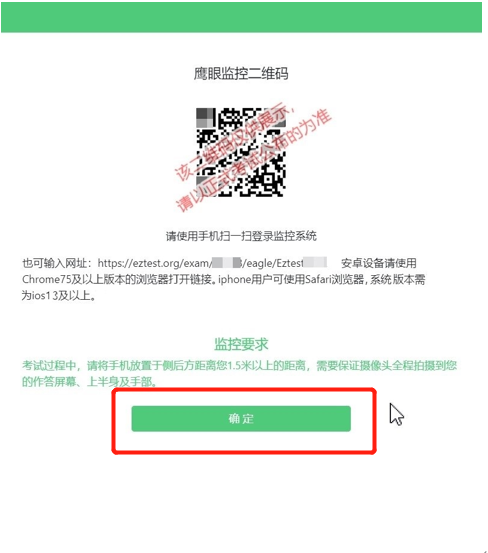 鹰眼监控二维码
该二维码仅供展示，
请以正式考试公布的为准
请使用手机扫一扫登录监控系统
也可输入网址：https://eztest.org/exam/ /eagle/Eztest 安卓设备请使用
Chrome75及以上版本的浏览器打开链接。iphone用户可使用Safari浏览器，系统版本需
为ios13及以上。
监控要求
考试过程中，请将手机放置于侧后方距离您1.5米以上的距离，需要保证摄像头全程拍摄到您
的作答屏幕、上半身及手部。
确定